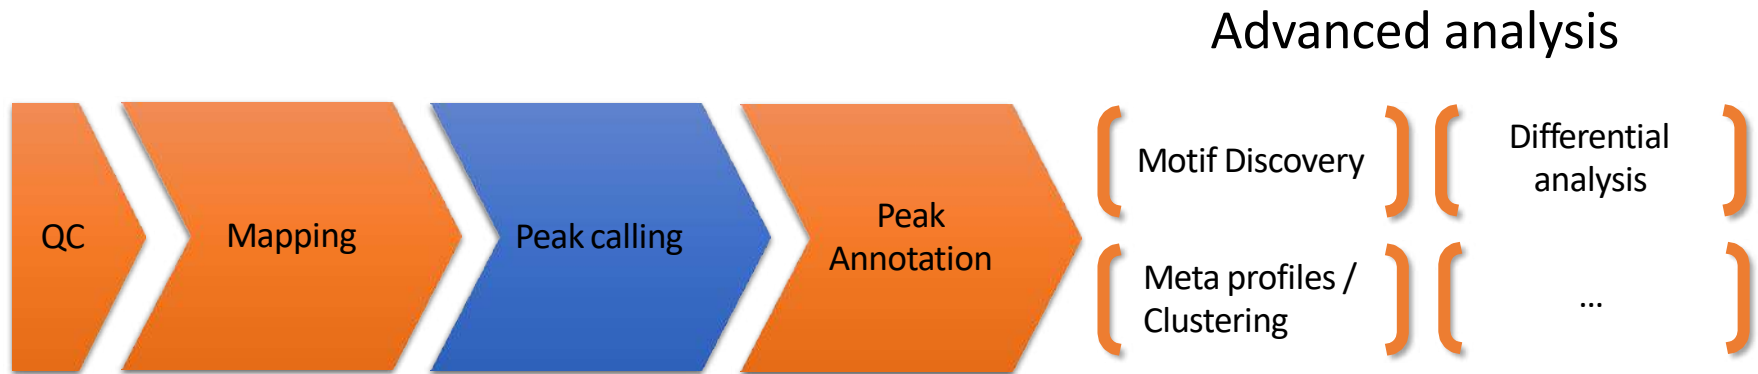 Advanced analysis
QC
Mapping
Peak calling
Peak
Annotation
Motif Discovery
Differential
analysis
Meta profiles /
Clustering
...